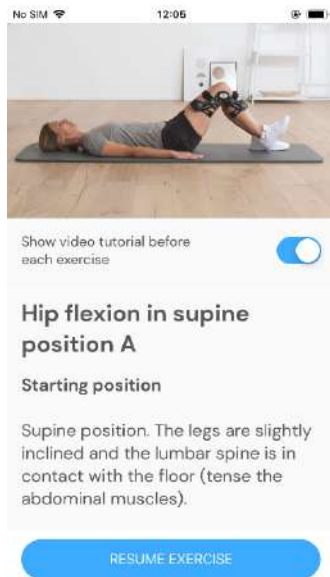 No SIM 12:05
Show video tutorial before
each exercise
Hip flexion in supine
position A
Starting position
Supine position. The legs are slightly
inclined and the lumbar spine is in
contact with the floor (tense the
abdominal muscles).
RESUME EXERCISE